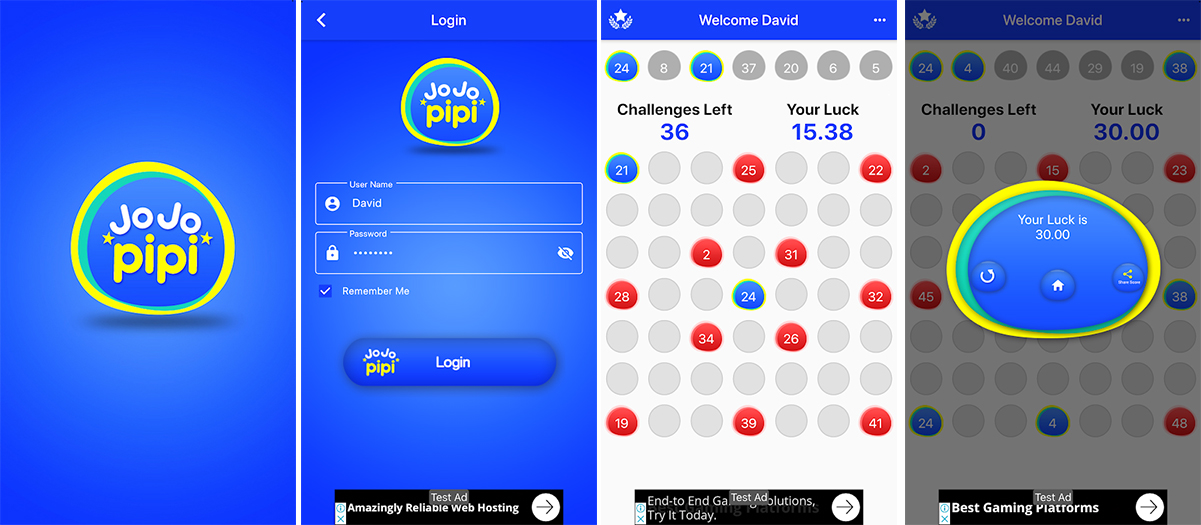 JoJo
pipi
Login
JoJo
pipi
User Name
David
Password
Remember Me
JoJo
pipi
Login
Test Ad
Amazingly Reliable Web Hosting
Welcome David
24 8 21 37 20 6 5
Challenges Left Your Luck
36 15.38
21 25 22
2 31
28 24 32
34 26
19 39 41
Test Ad
End-to End Gaming Solutions,
Try It Today.
Welcome David
24 4 40 44 29 19 38
Challenges Left Your Luck
0 30.00
2 15 23
Your Luck is
30.00
Share Score
45 38
24 4 48
Test Ad
Best Gaming Platforms